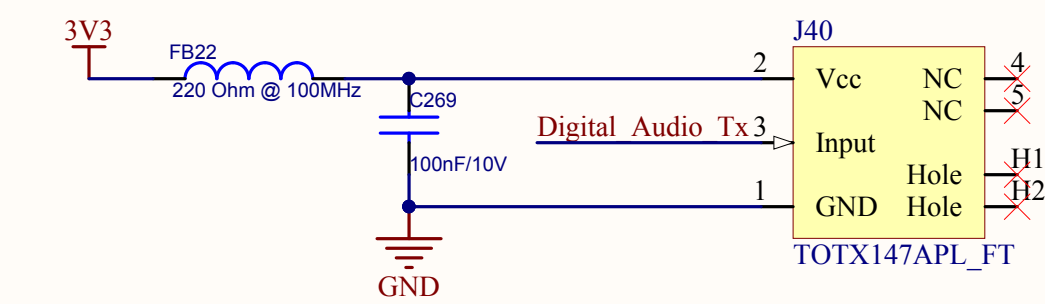 3V3
FB22
220 Ohm @ 100MHz
C269
100nF/10V
GND
Digital_Audio_Tx
J40
2 Vcc NC 4
NC 5
3 Input
Hole H1
1 GND Hole H2
TOTX147APL_FT